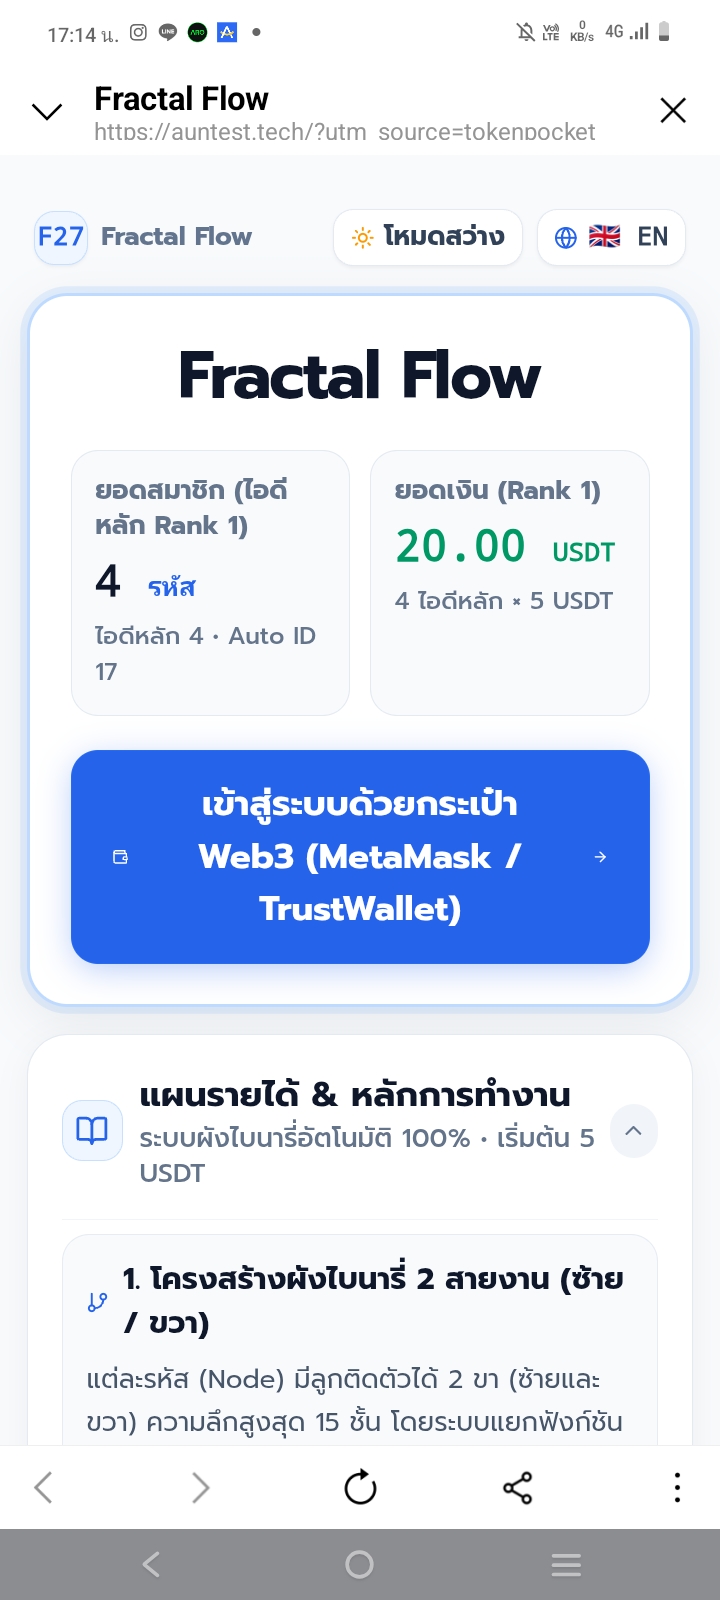 17:14 น.
Vo))
LTE
0
KB/s
4G
Fractal Flow
https://auntest.tech/?utm_source=tokenpocket
F27
Fractal Flow
โหมดสว่าง
EN
Fractal Flow
ยอดสมาชิก (ไอดี
หลัก Rank 1)
4 รหัส
ไอดีหลัก 4 • Auto ID
17
ยอดเงิน (Rank 1)
20.00 USDT
4 ไอดีหลัก × 5 USDT
เข้าสู่ระบบด้วยกระเป๋า
Web3 (MetaMask /
TrustWallet)
แผนรายได้ & หลักการทำงาน
ระบบผังไบนารี่อัตโนมัติ 100% • เริ่มต้น 5
USDT
1. โครงสร้างผังไบนารี่ 2 สายงาน (ซ้าย
/ ขวา)
แต่ละรหัส (Node) มีลูกติดตัวได้ 2 ขา (ซ้ายและ
ขวา) ความลึกสูงสุด 15 ชั้น โดยระบบแยกฟังก์ชัน